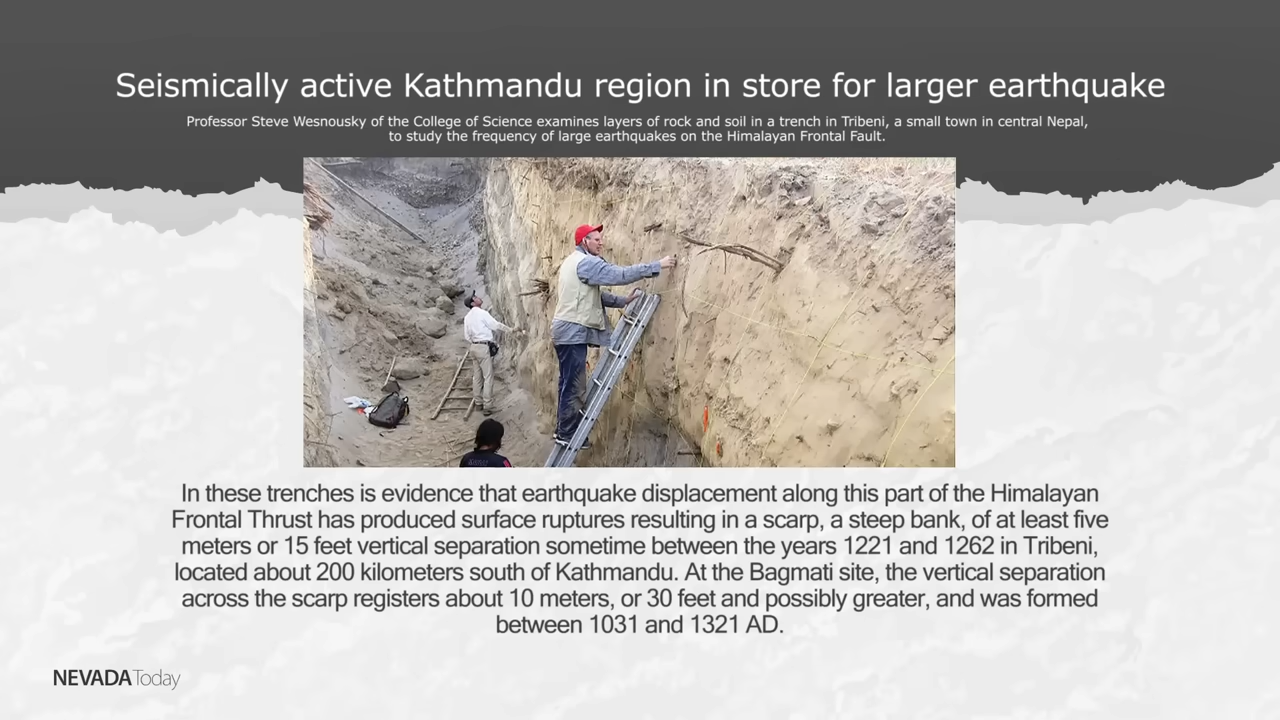 Seismically active Kathmandu region in store for larger earthquake
Professor Steve Wesnousky of the College of Science examines layers of rock and soil in a trench in Tribeni, a small town in central Nepal,
to study the frequency of large earthquakes on the Himalayan Frontal Fault.
In these trenches is evidence that earthquake displacement along this part of the Himalayan
Frontal Thrust has produced surface ruptures resulting in a scarp, a steep bank, of at least five
meters or 15 feet vertical separation sometime between the years 1221 and 1262 in Tribeni,
located about 200 kilometers south of Kathmandu. At the Bagmati site, the vertical separation
across the scarp registers about 10 meters, or 30 feet and possibly greater, and was formed
between 1031 and 1321 AD.
NEVADAToday